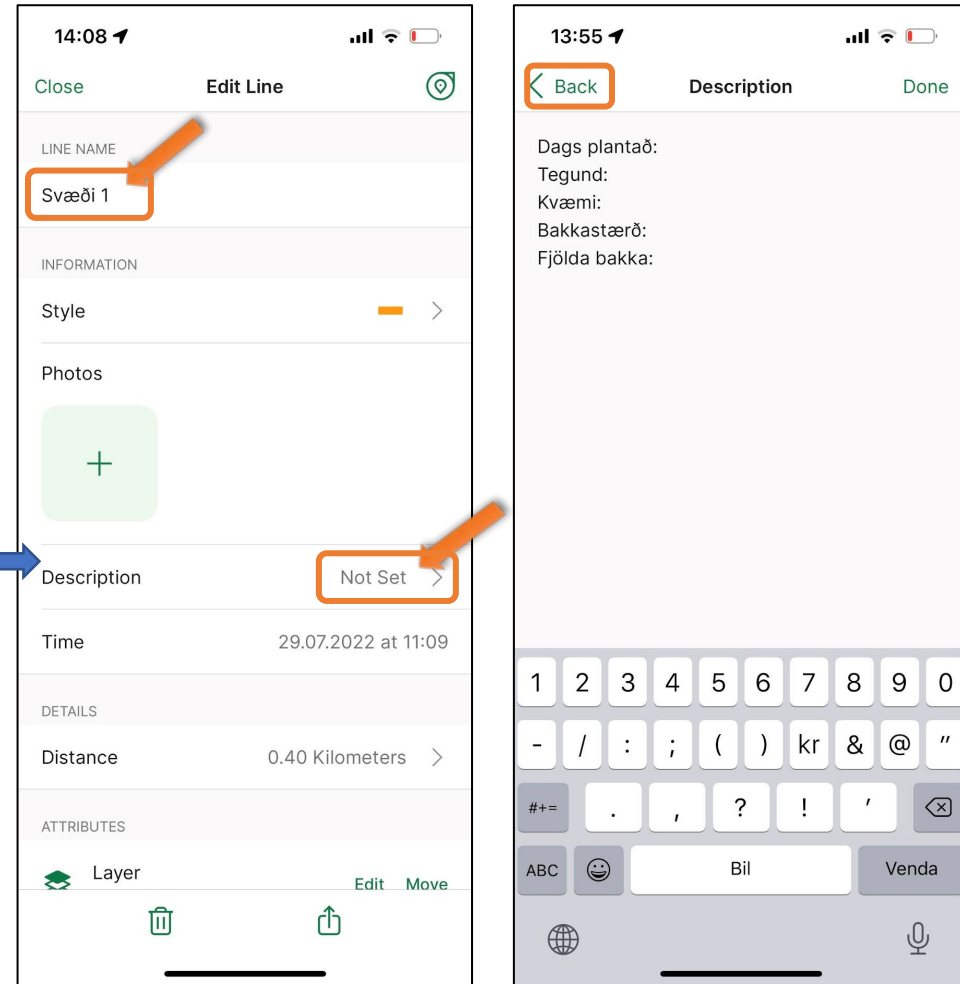 14:08
Close Edit Line
LINE NAME
Svæði 1
INFORMATION
Style
Photos
+
Description Not Set
Time 29.07.2022 at 11:09
DETAILS
Distance 0.40 Kilometers
ATTRIBUTES
Layer
Edit Move
13:55
Back Description Done
Dags plantað:
Tegund:
Kvæmi:
Bakkastærð:
Fjölda bakka:
1 2 3 4 5 6 7 8 9 0
- / : ; ( ) kr & @ "
#+= . , ? ! '
ABC Bil Venda